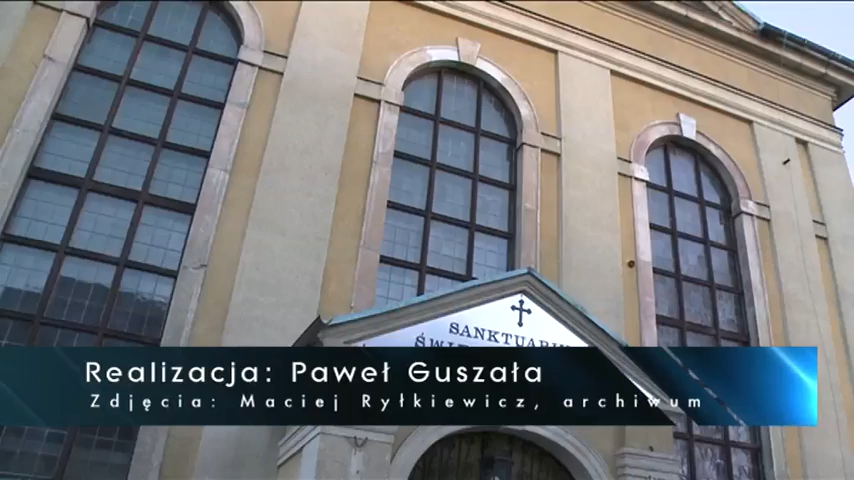 SANKTUARIUM
Realizacja: Paweł Guszała
Zdjęcia: Maciej Ryłkiewicz, archiwum